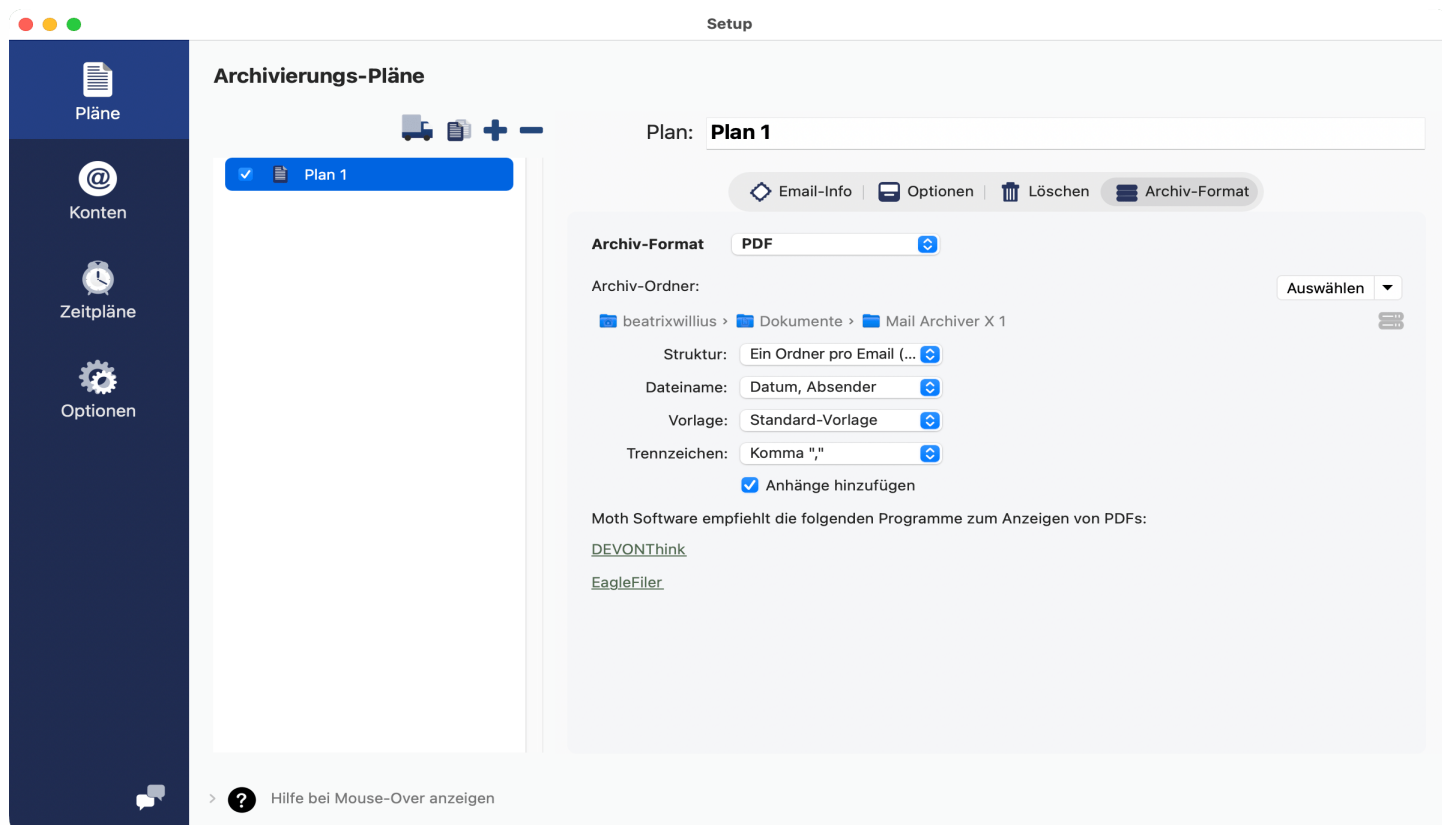 Setup
Pläne
Konten
Zeitpläne
Optionen
Archivierungs-Pläne
Plan 1
Plan: Plan 1
Email-Info Optionen Löschen Archiv-Format
Archiv-Format PDF
Archiv-Ordner: Auswählen
beatrixwillius › Dokumente › Mail Archiver X 1
Struktur: Ein Ordner pro Email (...
Dateiname: Datum, Absender
Vorlage: Standard-Vorlage
Trennzeichen: Komma ","
Anhänge hinzufügen
Moth Software empfiehlt die folgenden Programme zum Anzeigen von PDFs:
DEVONThink
EagleFiler
? Hilfe bei Mouse-Over anzeigen